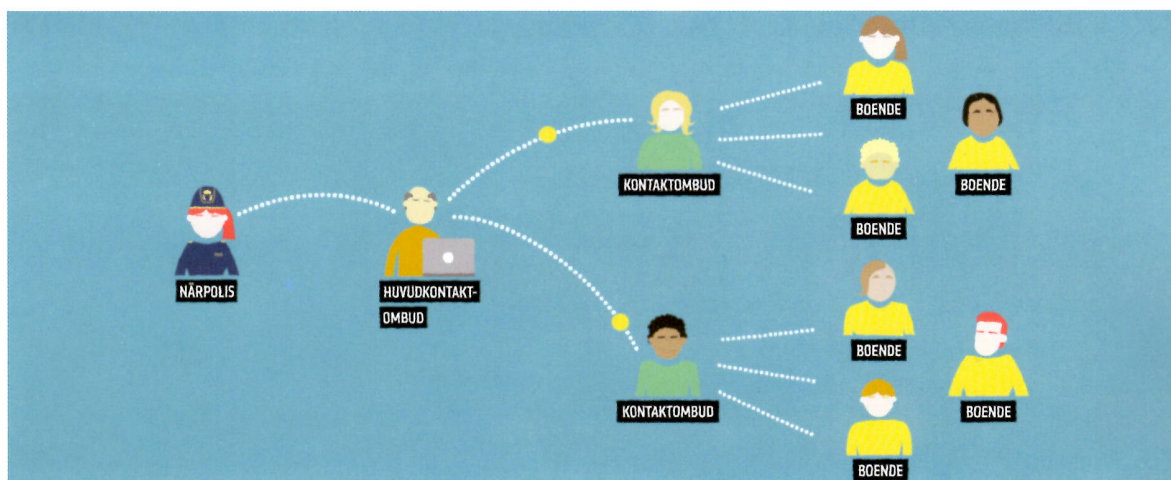 NÄRPOLIS
HUVUDKONTAKT-
OMBUD
KONTAKTOMBUD
BOENDE
BOENDE
BOENDE
KONTAKTOMBUD
BOENDE
BOENDE
BOENDE